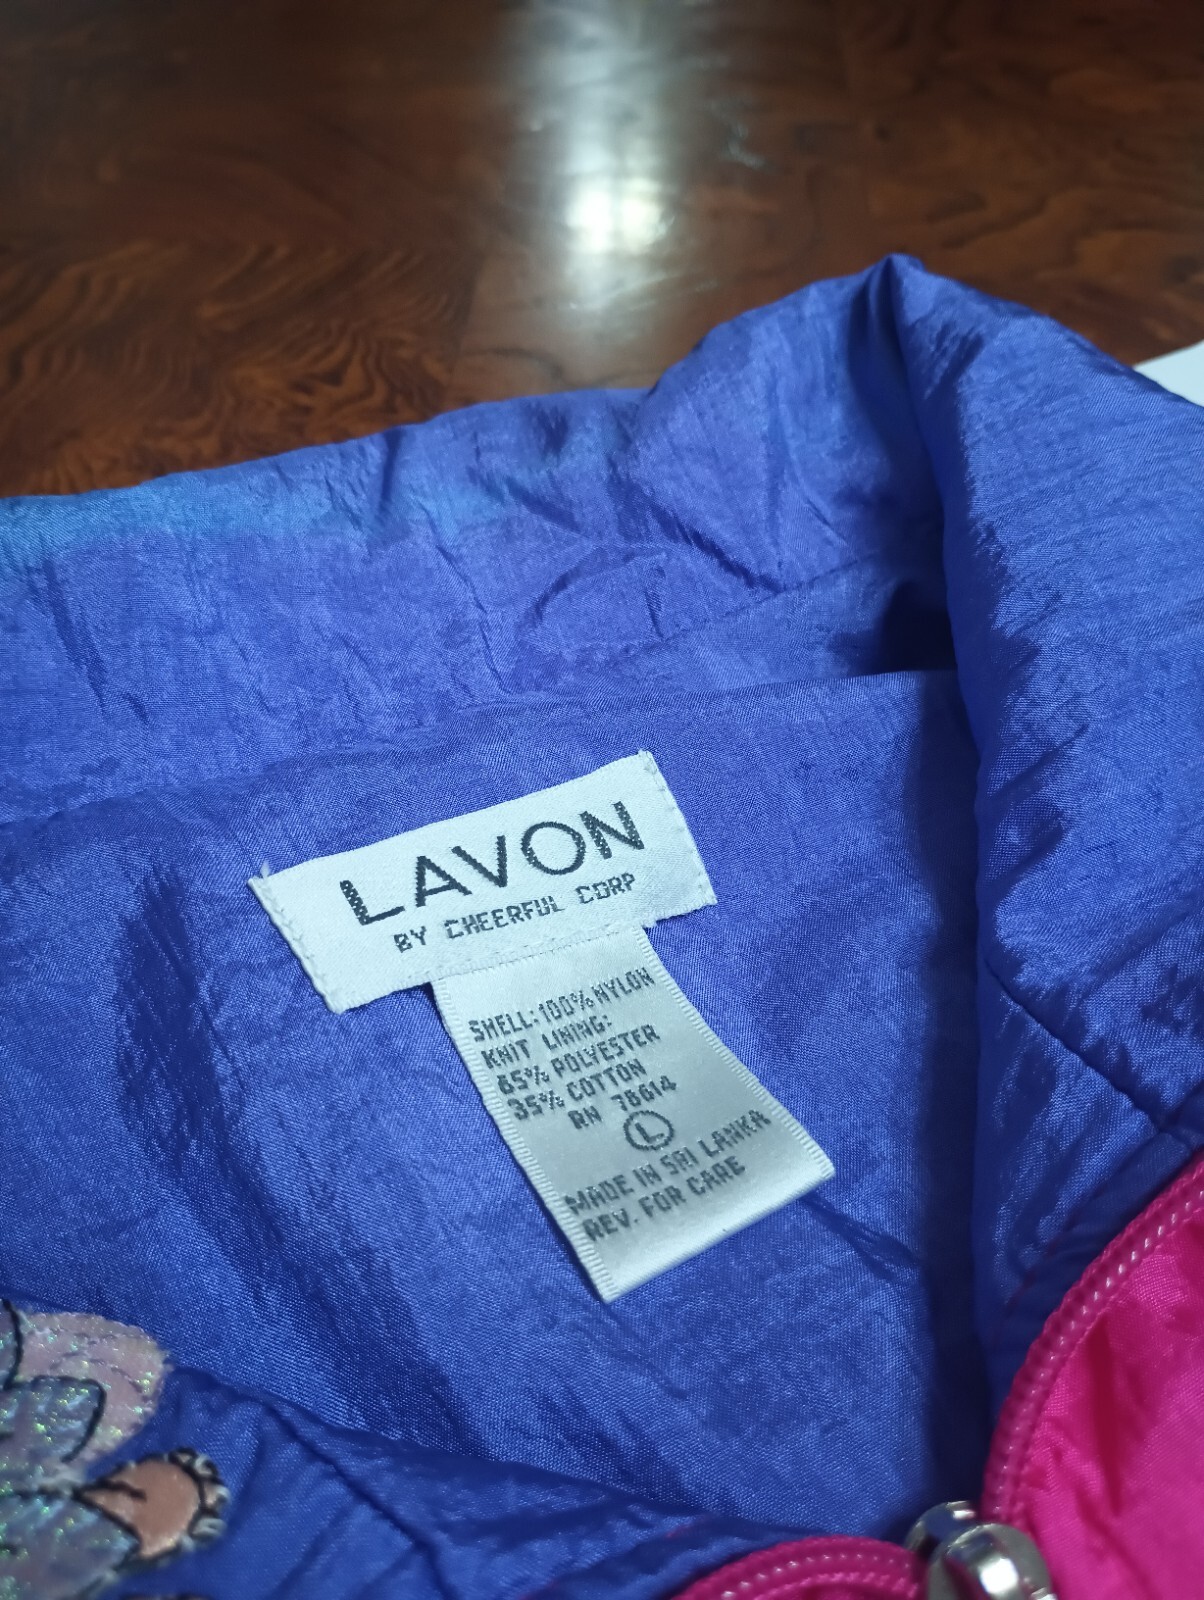 LAVON
BY CHEERFUL CORP
SHELL: 100% NYLON
KNIT LINING:
65% POLYESTER
35% COTTON
RN 78614
L
MADE IN SRI LANKA
REV. FOR CARE